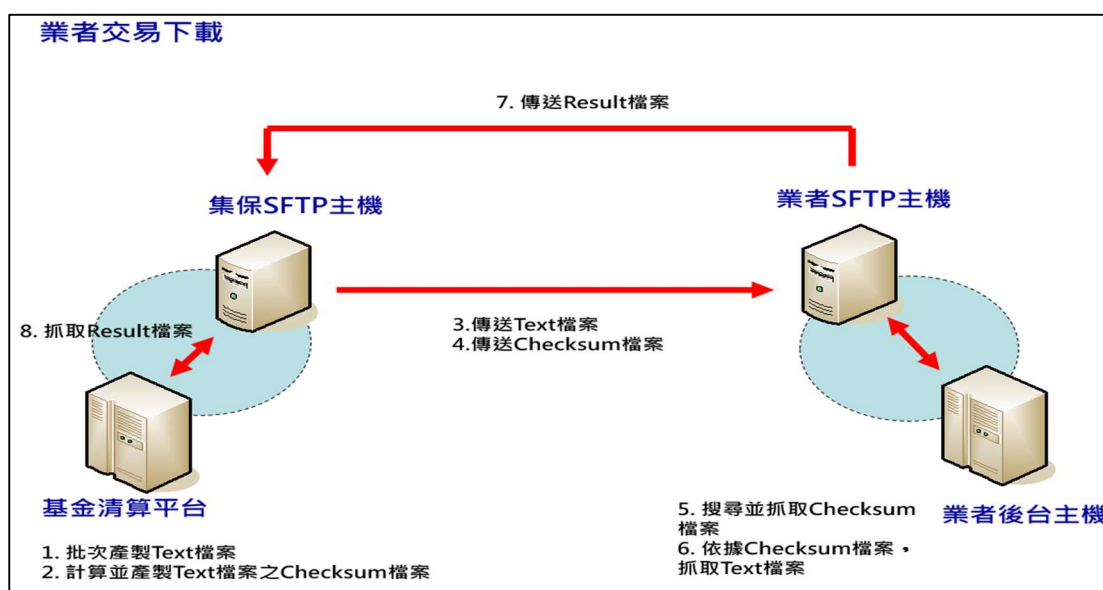 業者交易下載
7. 傳送Result檔案
集保SFTP主機
業者SFTP主機
3.傳送Text檔案
4.傳送Checksum檔案
8. 抓取Result檔案
基金清算平台
1. 批次產製Text檔案
2. 計算並產製Text檔案之Checksum檔案
5. 搜尋並抓取Checksum
檔案
6. 依據Checksum檔案，
抓取Text檔案
業者後台主機